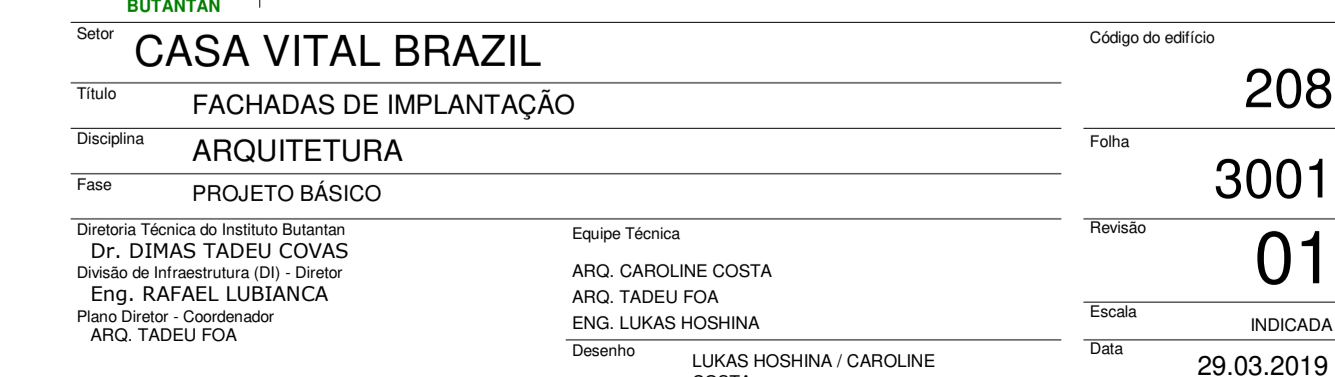 BUTANTAN
Setor
CASA VITAL BRAZIL
Código do edifício
208
Título
FACHADAS DE IMPLANTAÇÃO
Disciplina
ARQUITETURA
Folha
3001
Fase
PROJETO BÁSICO
Diretoria Técnica do Instituto Butantan
Dr. DIMAS TADEU COVAS
Divisão de Infraestrutura (DI) - Diretor
Eng. RAFAEL LUBIANCA
Plano Diretor - Coordenador
ARQ. TADEU FOA
Equipe Técnica
ARQ. CAROLINE COSTA
ARQ. TADEU FOA
ENG. LUKAS HOSHINA
Desenho
LUKAS HOSHINA / CAROLINE
COSTA
Revisão
01
Escala
INDICADA
Data
29.03.2019